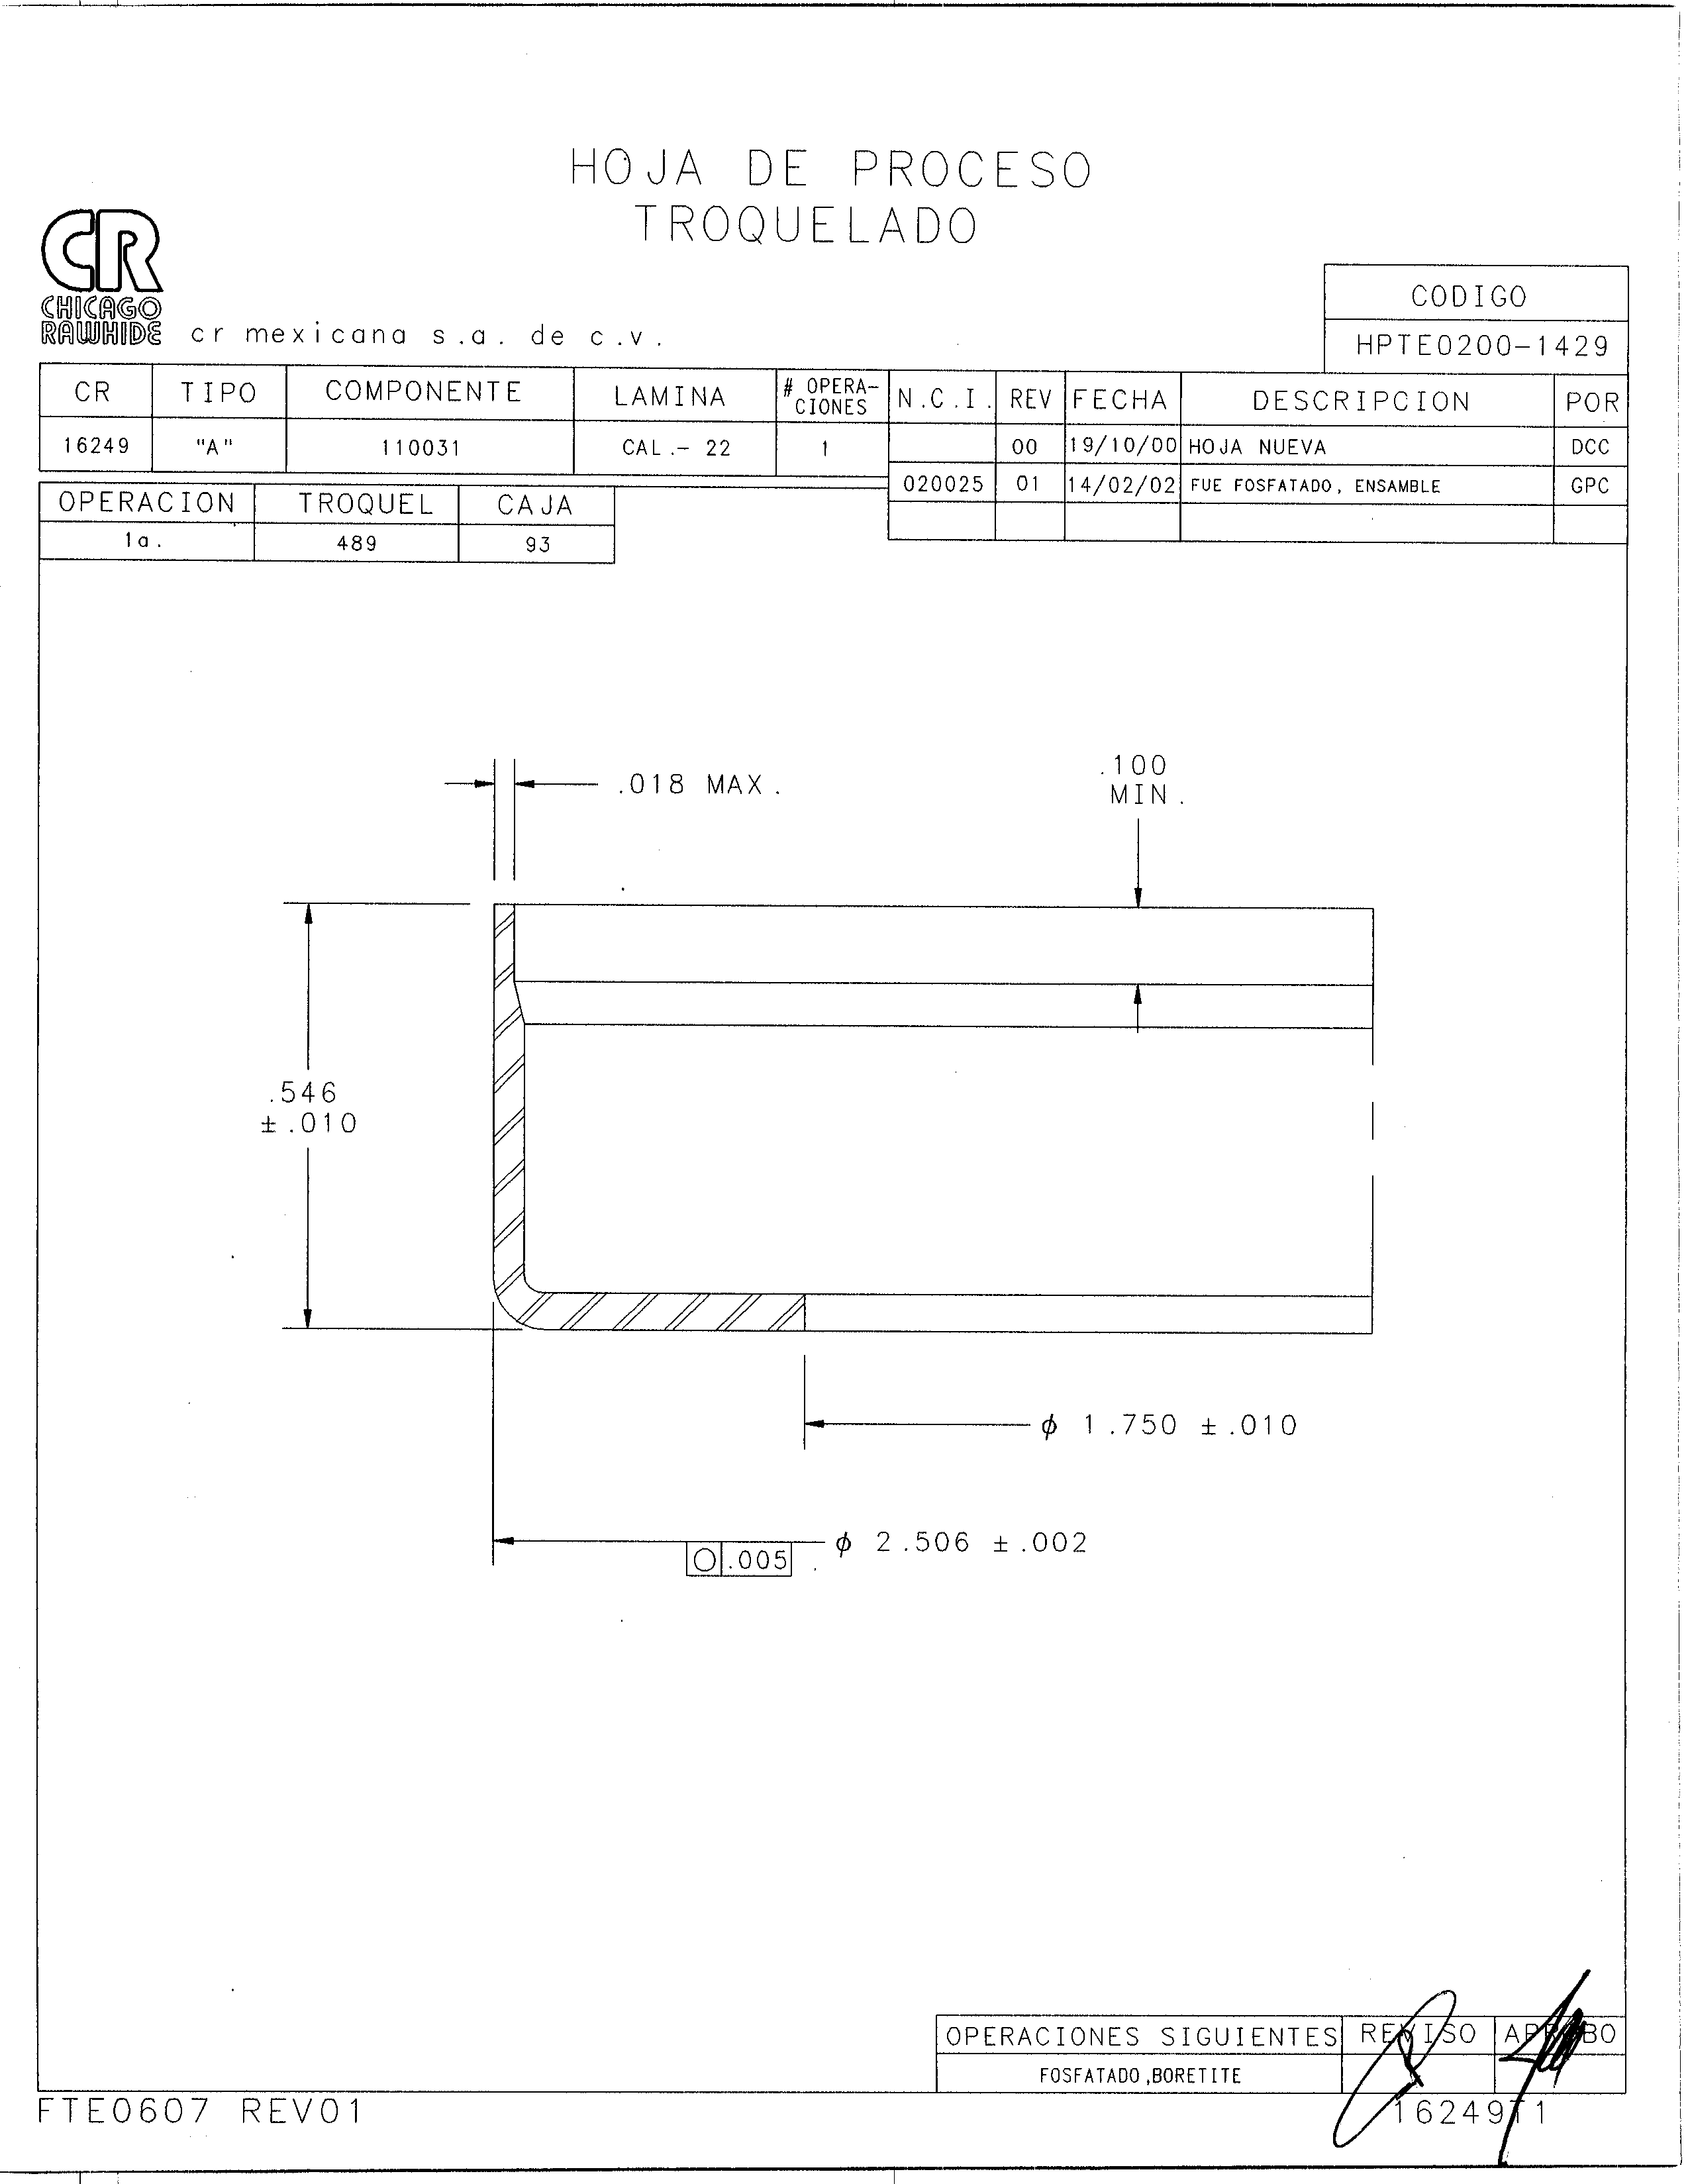 HOJA DE PROCESO
TROQUELADO
CR
CHICAGO
RAWHIDE
cr mexicana s.a. de c.v.
CODIGO
HPTE0200-1429
CR TIPO COMPONENTE LAMINA # OPERA-CIONES N.C.I. REV FECHA DESCRIPCION POR
16249 "A" 110031 CAL.- 22 1 00 19/10/00 HOJA NUEVA DCC
020025 01 14/02/02 FUE FOSFATADO, ENSAMBLE GPC
OPERACION TROQUEL CAJA
1a. 489 93
.018 MAX.
.100
MIN.
.546
±.010
ϕ 1.750 ±.010
ϕ 2.506 ±.002
○ .005
OPERACIONES SIGUIENTES REVISO APROBO
FOSFATADO,BORETITE
FTE0607 REV01
16249T1